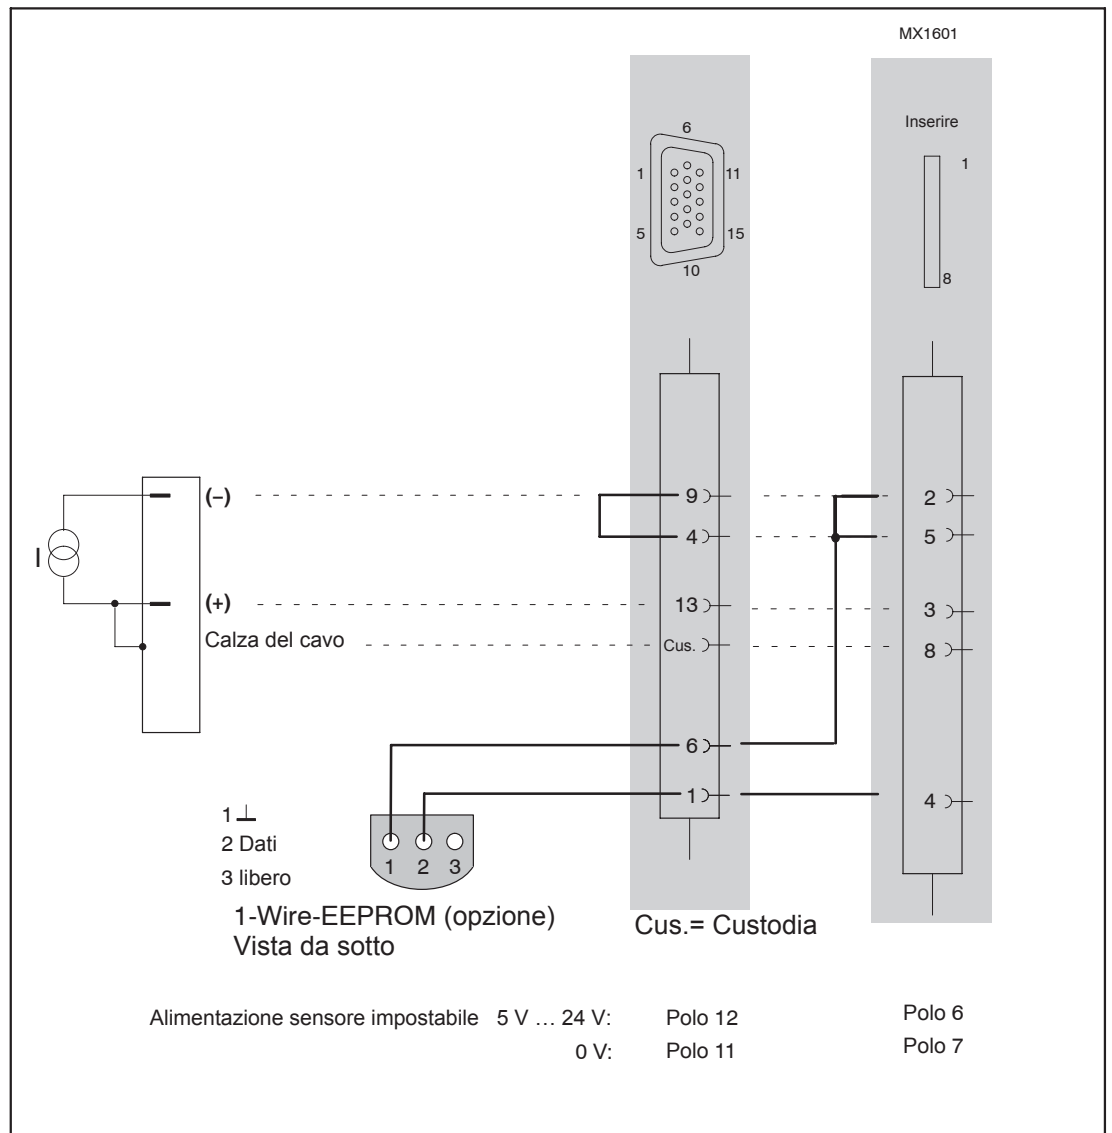 MX1601
Inserire
6
1
11
5
15
10
1
8
(–)
9
2
4
5
I
(+)
13
3
Calza del cavo
Cus.
8
6
1
4
1 ⊥
2 Dati
3 libero
1 2 3
1-Wire-EEPROM (opzione)
Vista da sotto
Cus.= Custodia
Alimentazione sensore impostabile 5 V … 24 V: Polo 12 Polo 6
0 V: Polo 11 Polo 7